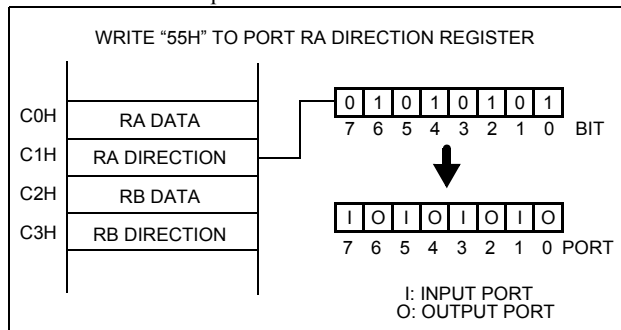 WRITE “55H” TO PORT RA DIRECTION REGISTER
C0H RA DATA
C1H RA DIRECTION
C2H RB DATA
C3H RB DIRECTION
0 1 0 1 0 1 0 1
7 6 5 4 3 2 1 0 BIT
I O I O I O I O
7 6 5 4 3 2 1 0 PORT
I: INPUT PORT
O: OUTPUT PORT